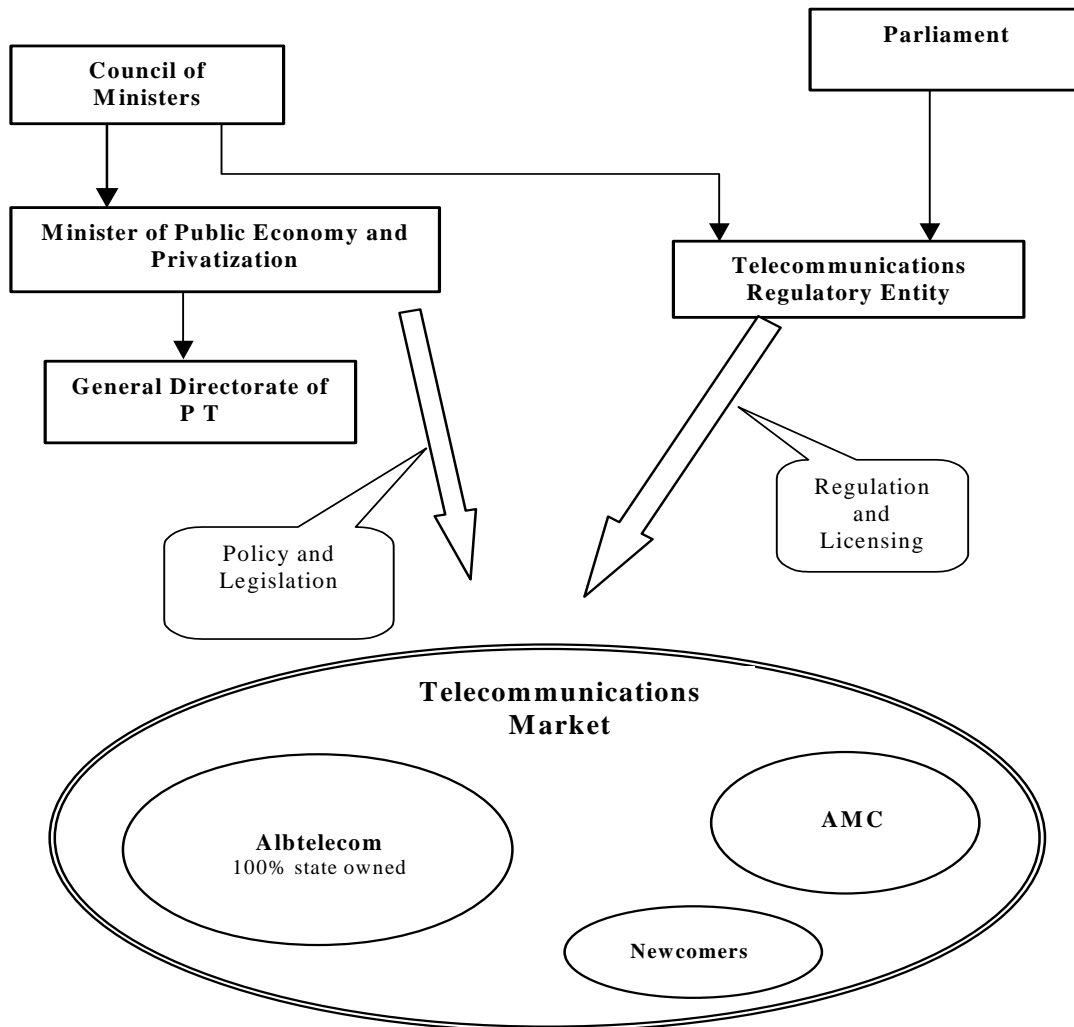 Parliament
Council of
Ministers
Minister of Public Economy and
Privatization
Telecommunications
Regulatory Entity
General Directorate of
P T
Regulation
and
Licensing
Policy and
Legislation
Telecommunications
Market
Albtelecom
100% state owned
AMC
Newcomers